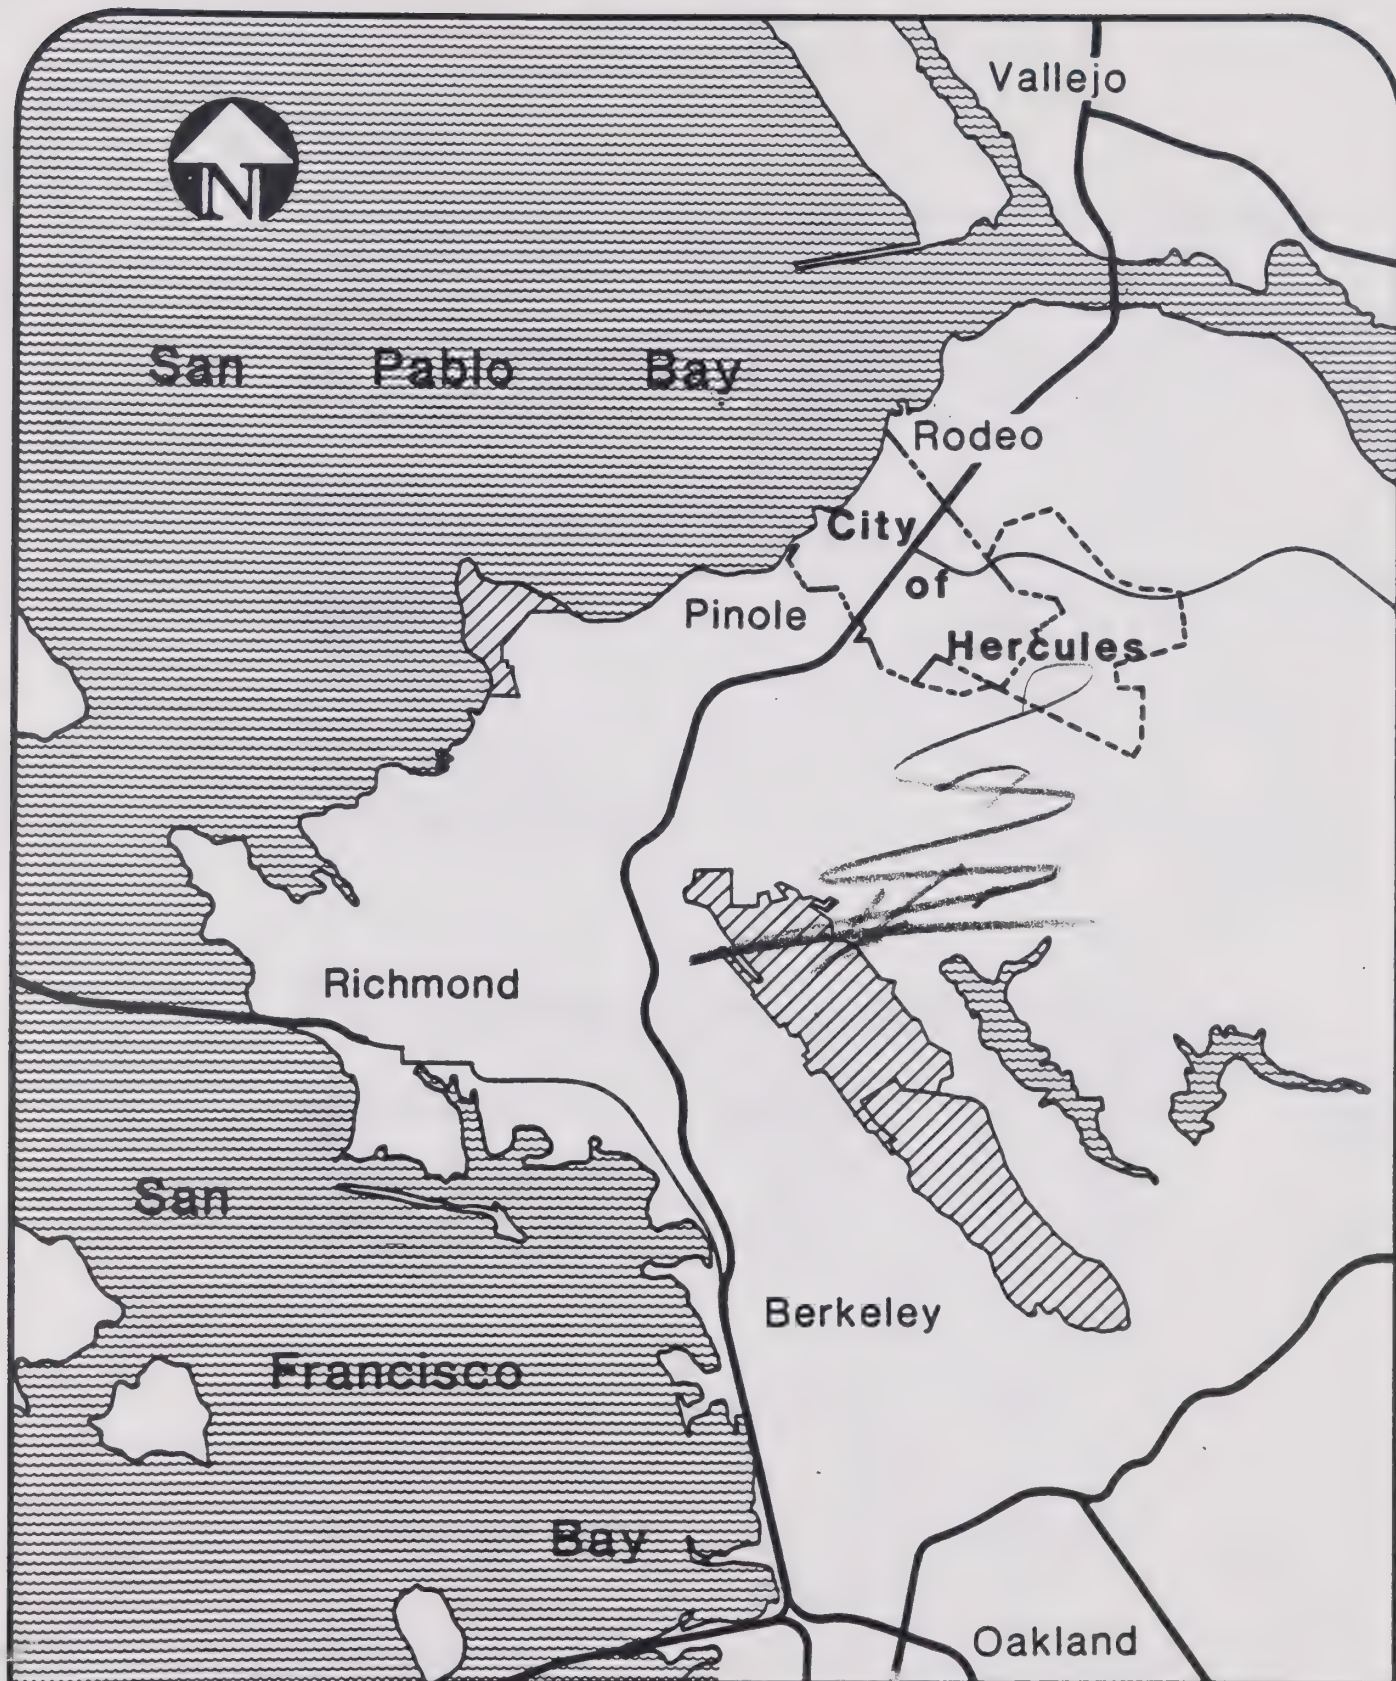 Vallejo
N
San Pablo Bay
Rodeo
City
of
Hercules
Pinole
Richmond
San
Francisco
Bay
Berkeley
Oakland